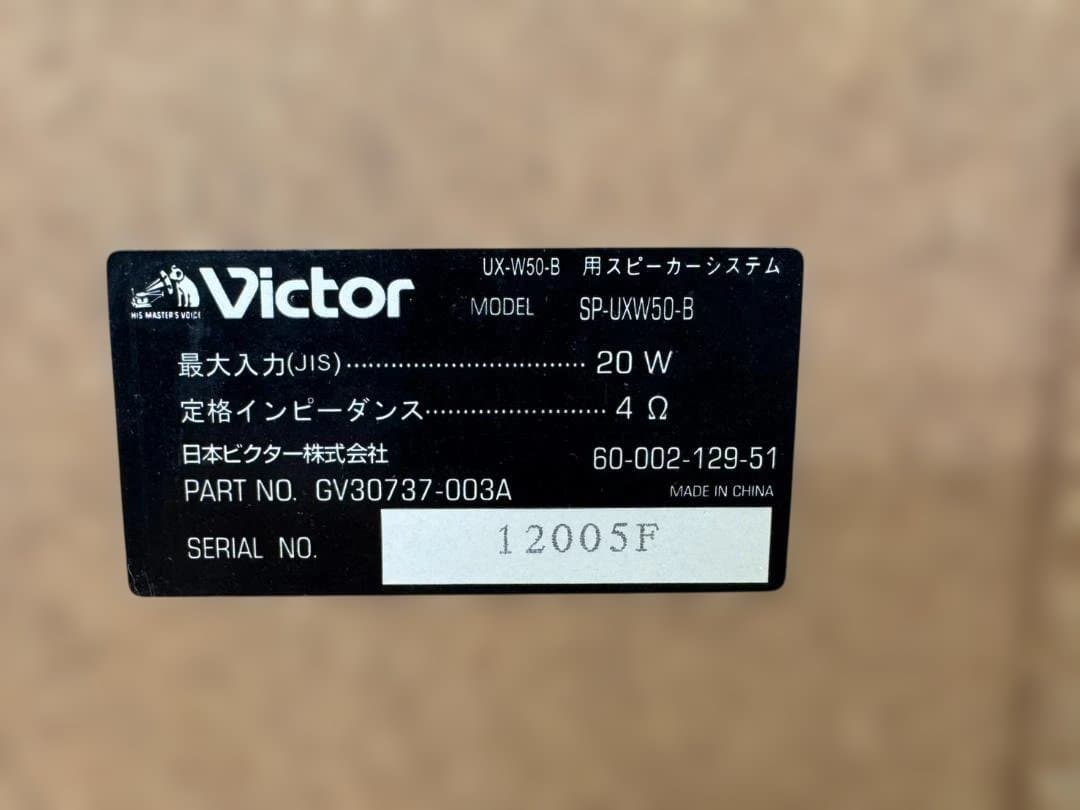 UX-W50-B 用スピーカーシステム
HIS MASTER'S VOICE Victor MODEL SP-UXW50-B
最大入力(JIS)································ 20 W
定格インピーダンス························ 4 Ω
日本ビクター株式会社 60-002-129-51
PART NO. GV30737-003A MADE IN CHINA
SERIAL NO. 12005F